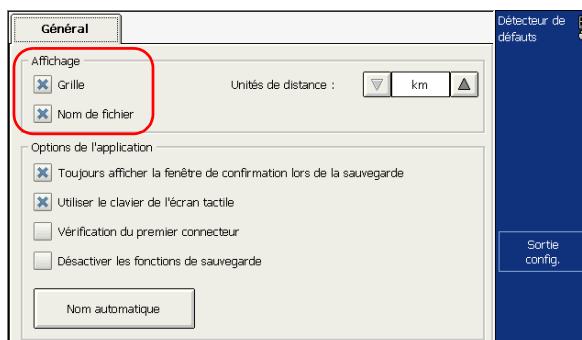 Général
Détecteur de
défauts
Affichage
Grille
Unités de distance :
km
Nom de fichier
Options de l'application
Toujours afficher la fenêtre de confirmation lors de la sauvegarde
Utiliser le clavier de l'écran tactile
Vérification du premier connecteur
Désactiver les fonctions de sauvegarde
Sortie
config.
Nom automatique